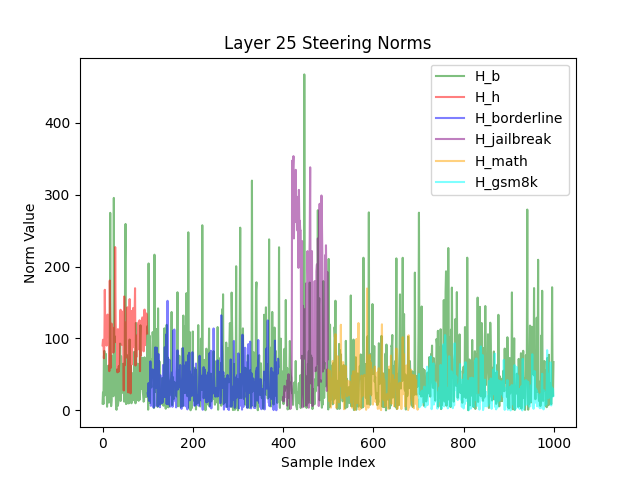 Layer 25 Steering Norms
H_b
H_h
H_borderline
H_jailbreak
H_math
H_gsm8k
Norm Value
400
300
200
100
0
0
200
400
600
800
1000
Sample Index